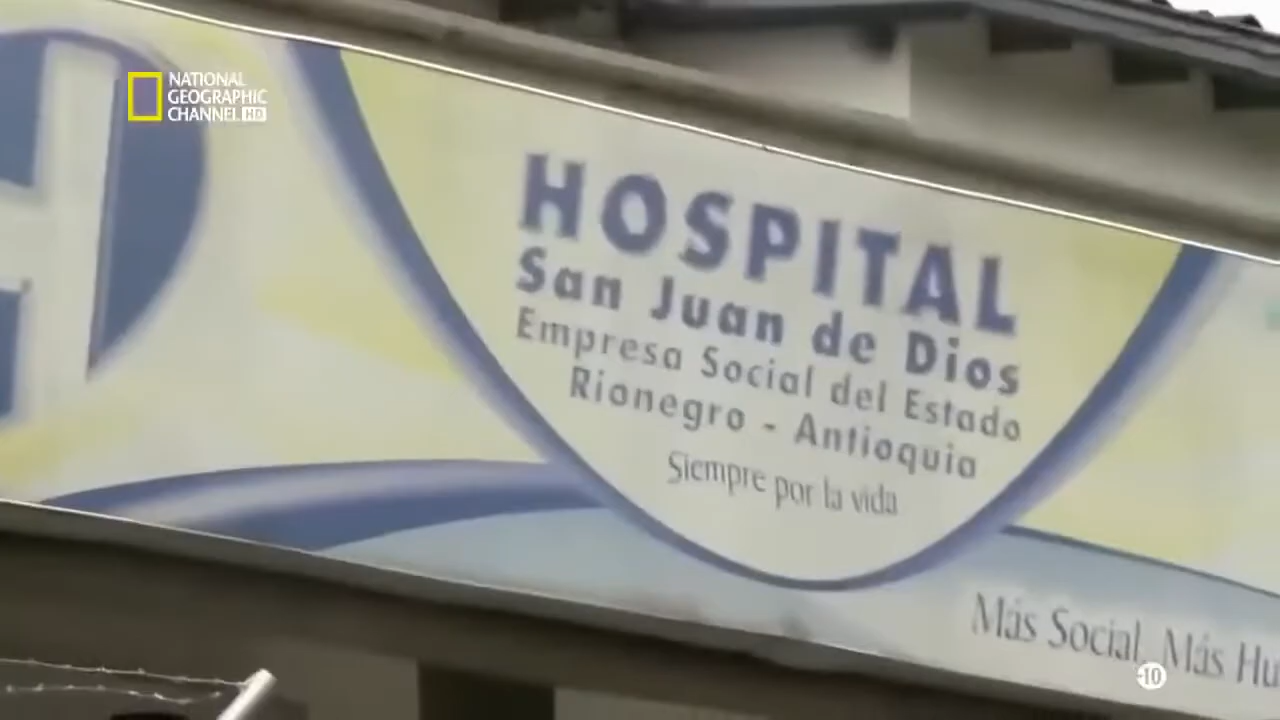 H
NATIONAL
GEOGRAPHIC
CHANNEL HD
HOSPITAL
San Juan de Dios
Empresa Social del Estado
Rionegro - Antioquia
Siempre por la vida
Más Social, Más Hu
-10